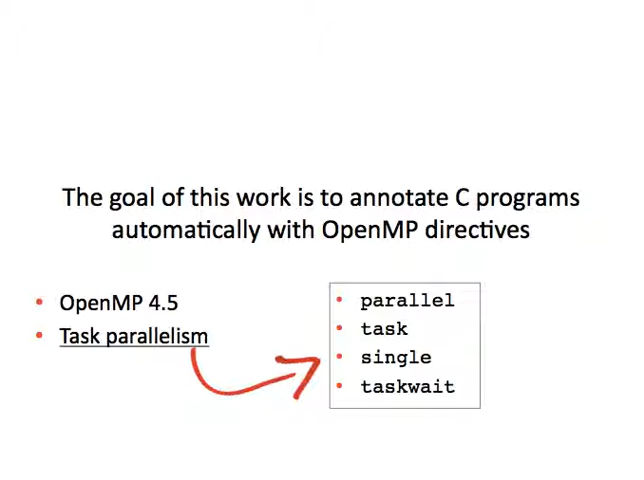 The goal of this work is to annotate C programs
automatically with OpenMP directives
• OpenMP 4.5
• Task parallelism
• parallel
• task
• single
• taskwait